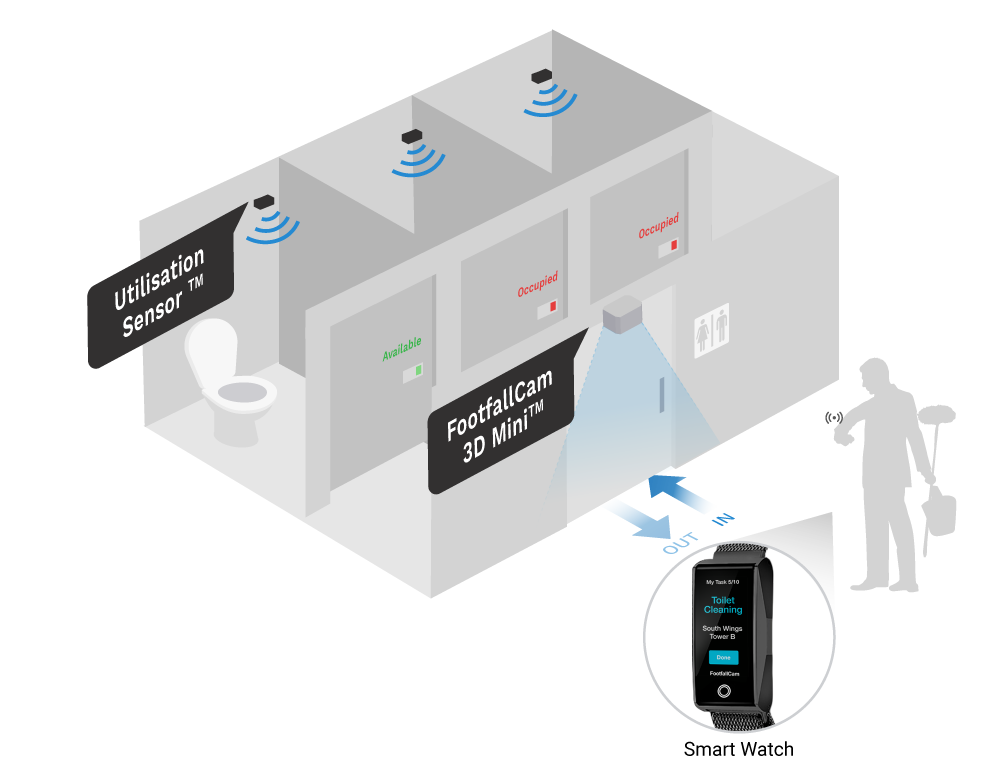 Utilisation
Sensor ™
Occupied
Occupied
Available
FootfallCam
3D Mini™
IN
OUT
My Task 5/10
Toilet
Cleaning
South Wings
Tower B
Done
FootfallCam
Smart Watch